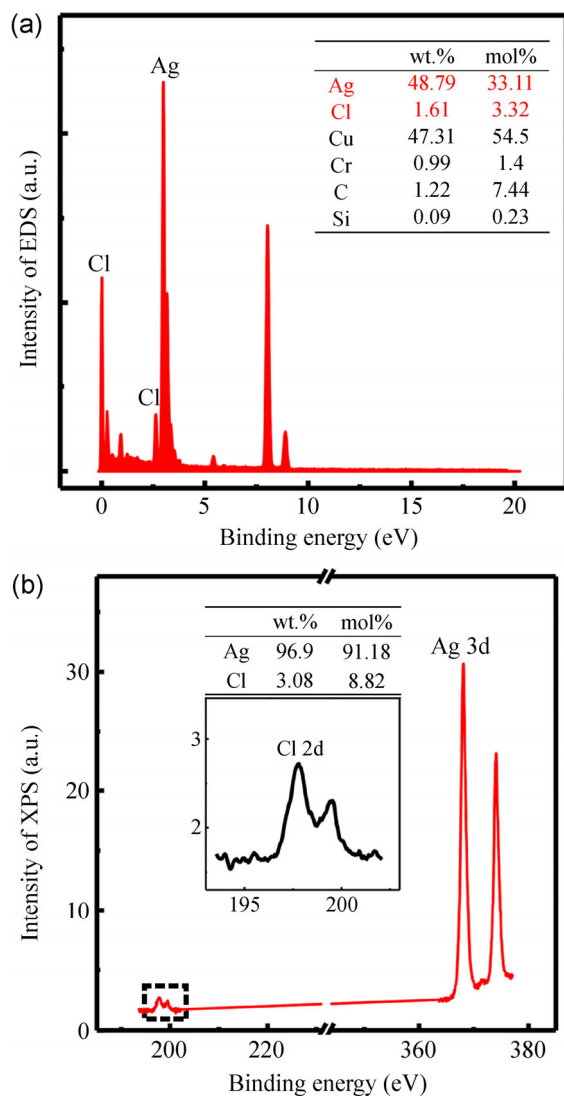 (a)
Ag
wt.% mol%
Ag 48.79 33.11
Cl 1.61 3.32
Cu 47.31 54.5
Cr 0.99 1.4
C 1.22 7.44
Si 0.09 0.23
Cl
Cl
Intensity of EDS (a.u.)
0 5 10 15 20
Binding energy (eV)
(b)
wt.% mol%
Ag 96.9 91.18
Cl 3.08 8.82
Ag 3d
Cl 2d
3
2
195 200
30
20
10
0
Intensity of XPS (a.u.)
200 220 360 380
Binding energy (eV)